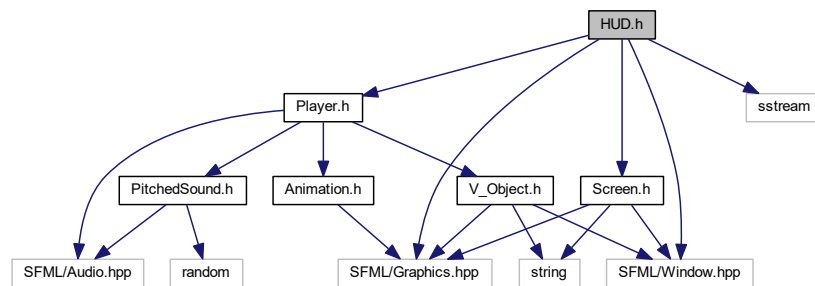 HUD.h
Player.h
sstream
PitchedSound.h
Animation.h
V_Object.h
Screen.h
SFML/Audio.hpp
random
SFML/Graphics.hpp
string
SFML/Window.hpp